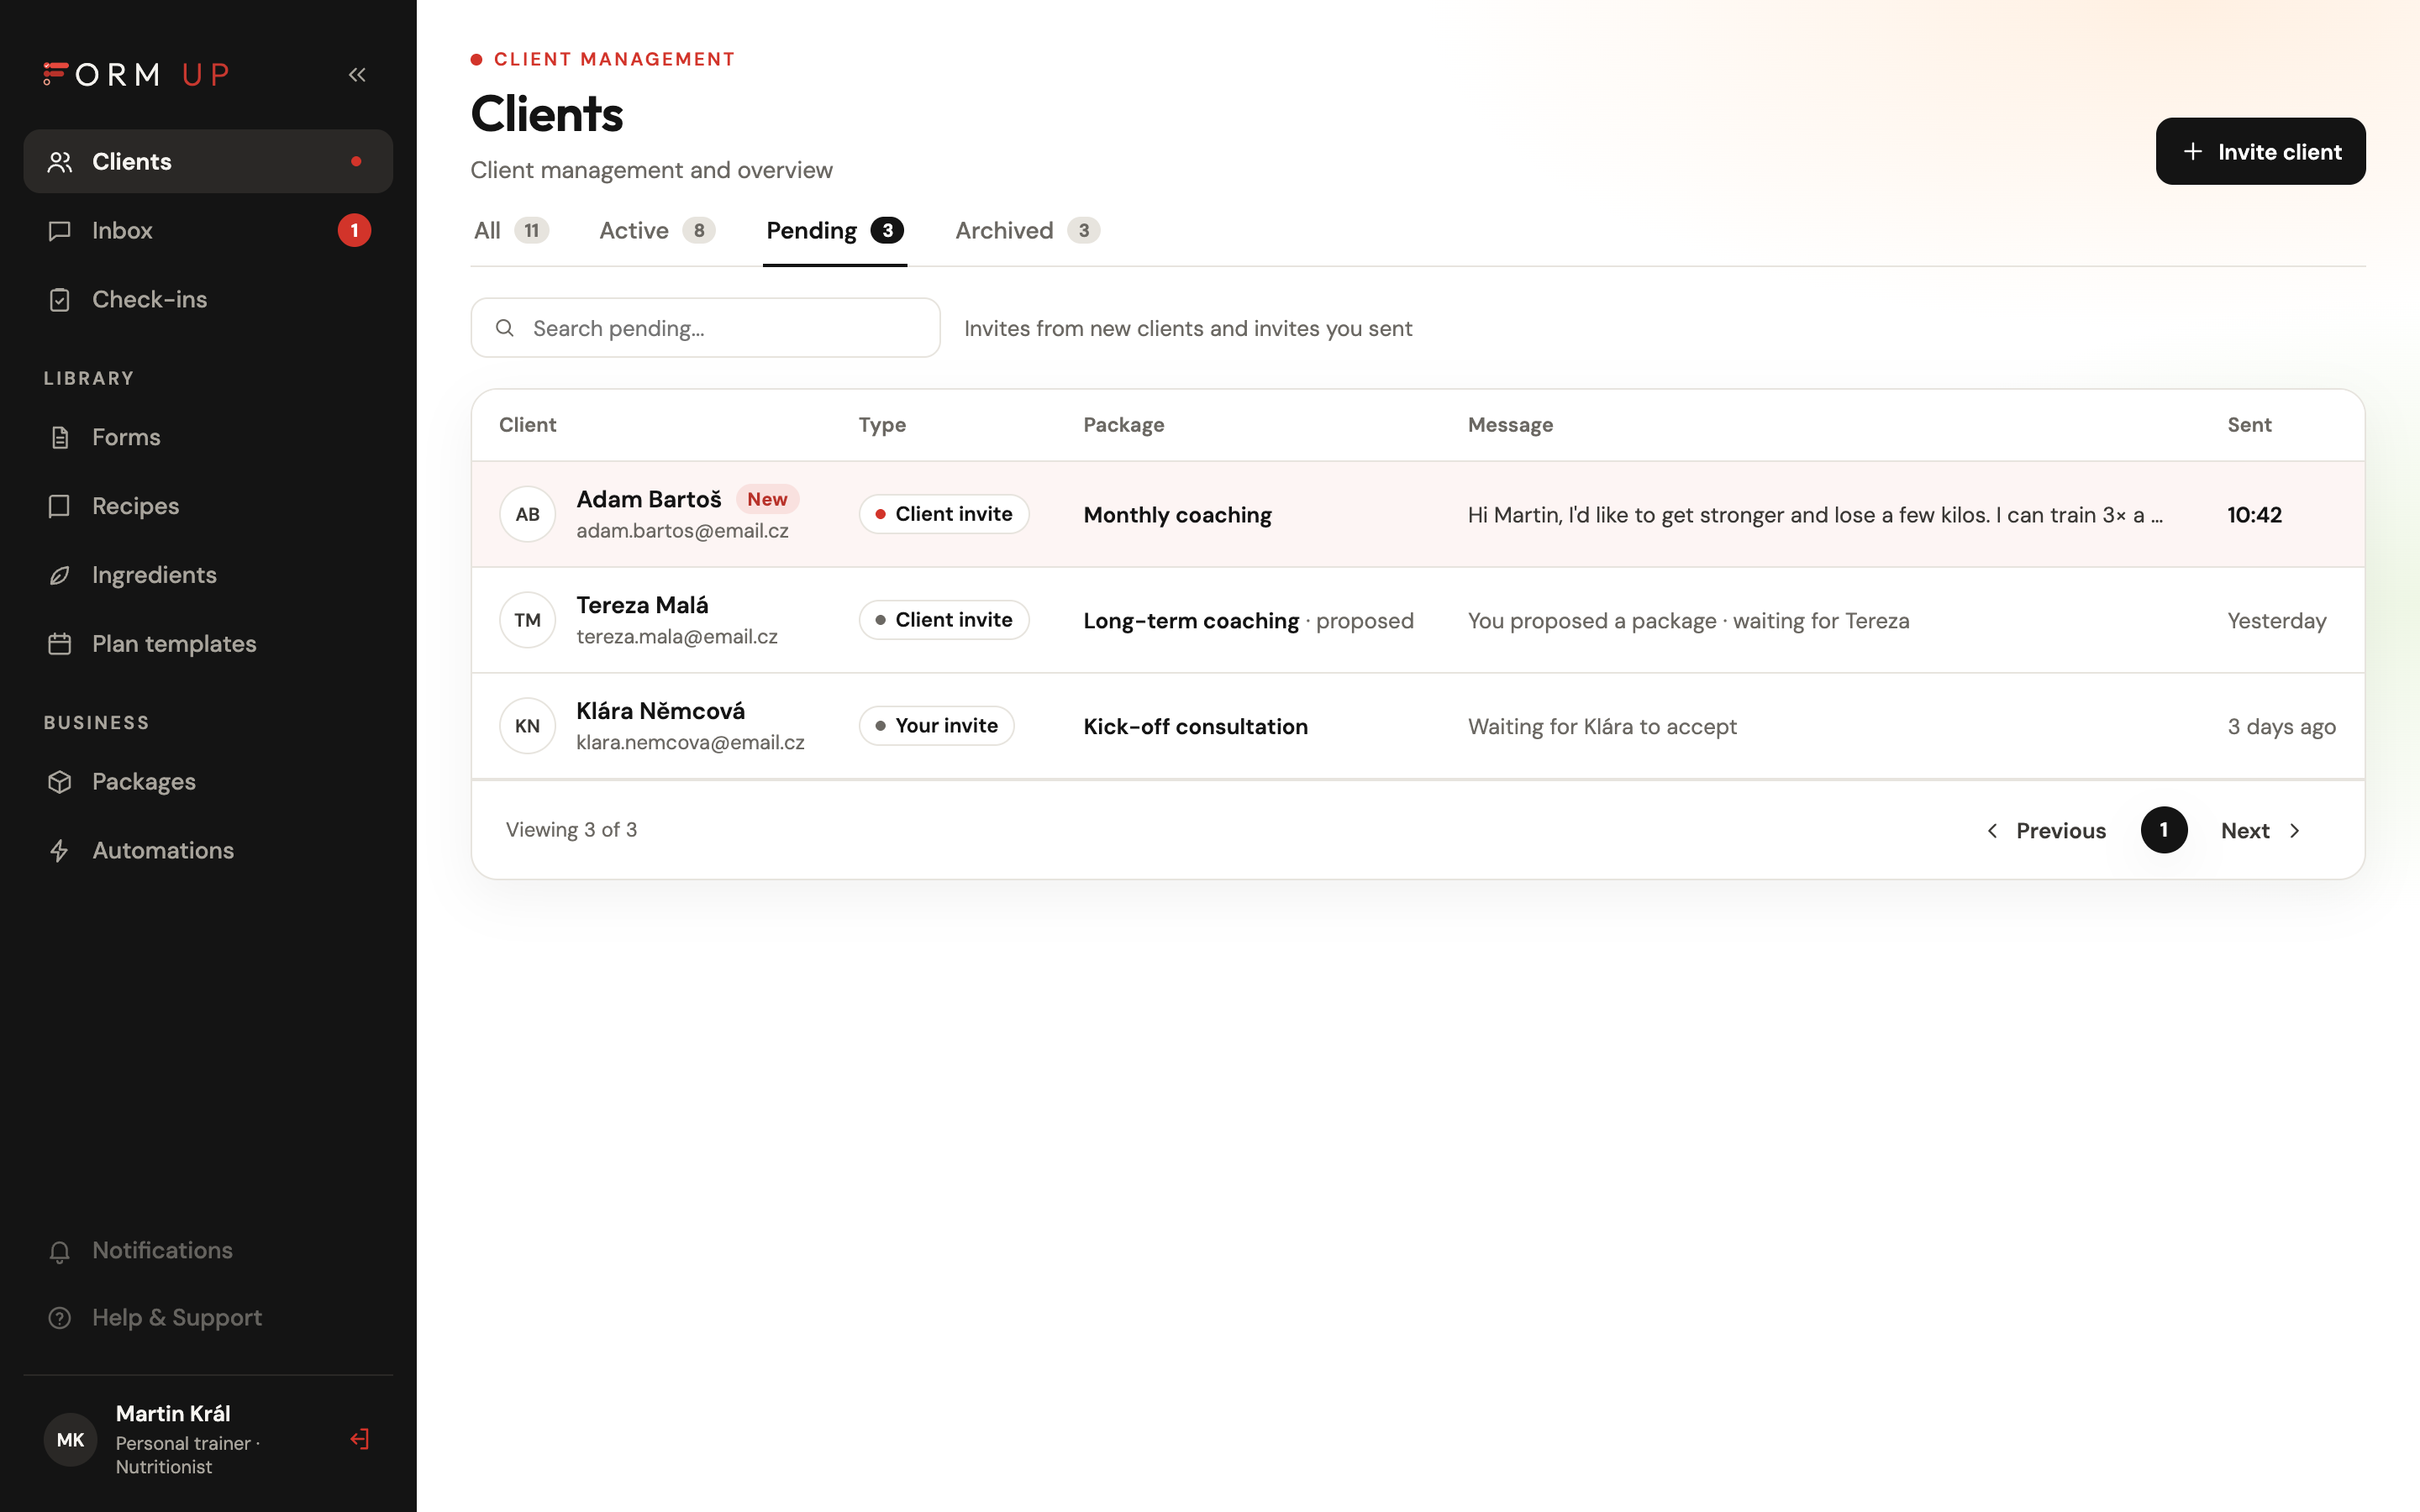 FORM UP
Clients
Inbox 1
Check-ins
LIBRARY
Forms
Recipes
Ingredients
Plan templates
BUSINESS
Packages
Automations
Notifications
Help & Support
MK
Martin Král
Personal trainer ·
Nutritionist
CLIENT MANAGEMENT
Clients
Client management and overview
+ Invite client
All 11 Active 8 Pending 3 Archived 3
Search pending...
Invites from new clients and invites you sent
Client Type Package Message Sent
AB Adam Bartoš New
adam.bartos@email.cz
Client invite Monthly coaching Hi Martin, I'd like to get stronger and lose a few kilos. I can train 3× a ... 10:42
TM Tereza Malá
tereza.mala@email.cz
Client invite Long-term coaching · proposed You proposed a package · waiting for Tereza Yesterday
KN Klára Němcová
klara.nemcova@email.cz
Your invite Kick-off consultation Waiting for Klára to accept 3 days ago
Viewing 3 of 3
Previous 1 Next